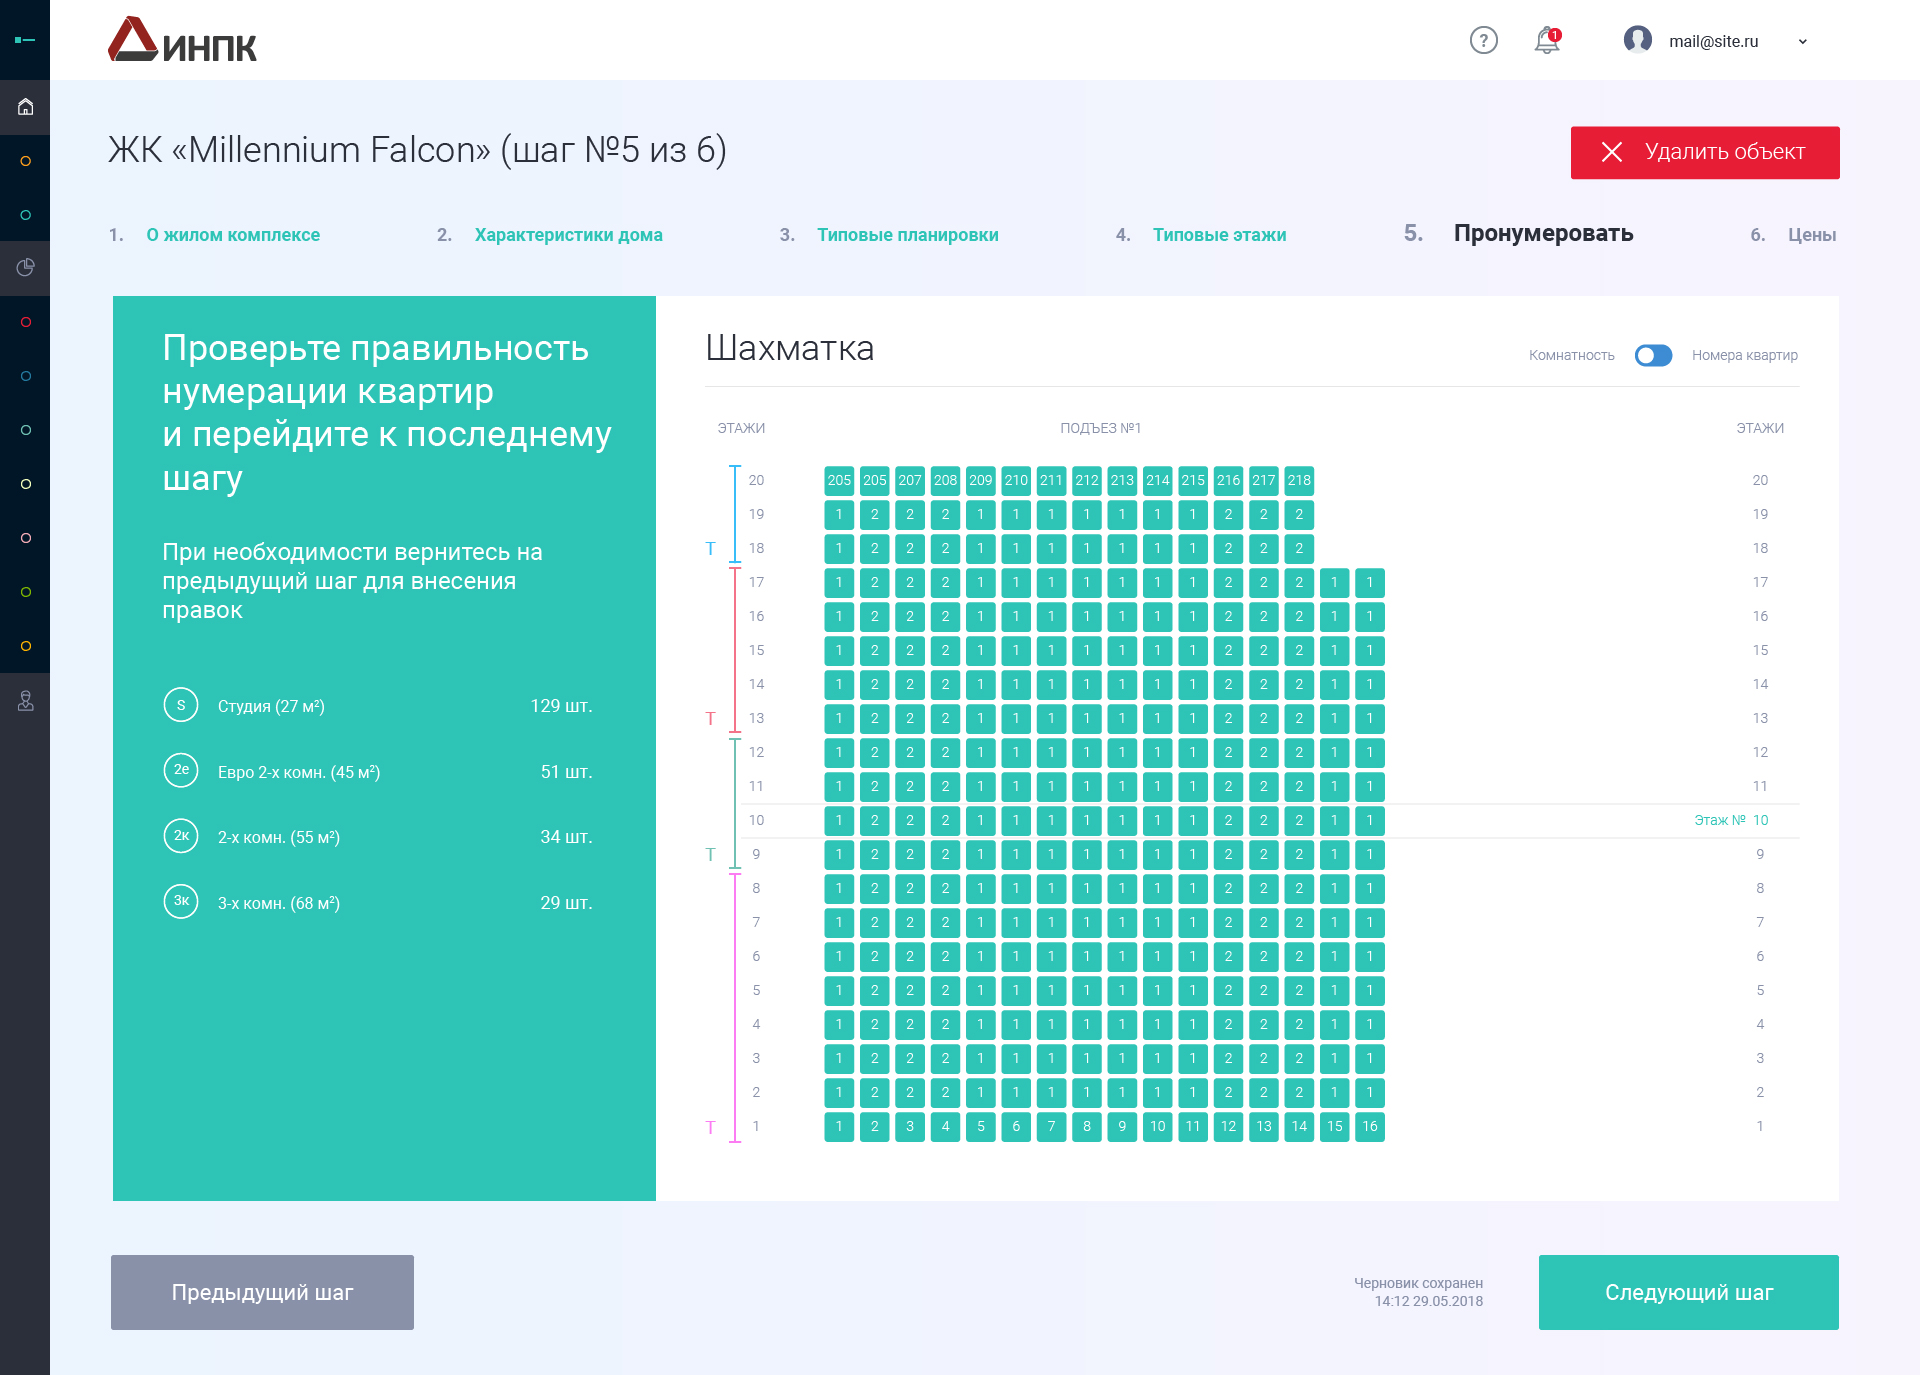 ИНПК
?
1
mail@site.ru
ЖК «Millennium Falcon» (шаг №5 из 6)
Удалить объект
1. О жилом комплексе
2. Характеристики дома
3. Типовые планировки
4. Типовые этажи
5. Пронумеровать
6. Цены
Проверьте правильность
нумерации квартир
и перейдите к последнему
шагу
При необходимости вернитесь на
предыдущий шаг для внесения
правок
S Студия (27 м²) 129 шт.
2е Евро 2-х комн. (45 м²) 51 шт.
2к 2-х комн. (55 м²) 34 шт.
3к 3-х комн. (68 м²) 29 шт.
Шахматка
Комнатность Номера квартир
ЭТАЖИ ПОДЪЕЗ №1 ЭТАЖИ
20 205 205 207 208 209 210 211 212 213 214 215 216 217 218 20
19 1 2 2 2 1 1 1 1 1 1 1 2 2 2 19
Т 18 1 2 2 2 1 1 1 1 1 1 1 2 2 2 18
17 1 2 2 2 1 1 1 1 1 1 1 2 2 2 1 1 17
16 1 2 2 2 1 1 1 1 1 1 1 2 2 2 1 1 16
15 1 2 2 2 1 1 1 1 1 1 1 2 2 2 1 1 15
14 1 2 2 2 1 1 1 1 1 1 1 2 2 2 1 1 14
Т 13 1 2 2 2 1 1 1 1 1 1 1 2 2 2 1 1 13
12 1 2 2 2 1 1 1 1 1 1 1 2 2 2 1 1 12
11 1 2 2 2 1 1 1 1 1 1 1 2 2 2 1 1 11
10 1 2 2 2 1 1 1 1 1 1 1 2 2 2 1 1 Этаж № 10
Т 9 1 2 2 2 1 1 1 1 1 1 1 2 2 2 1 1 9
8 1 2 2 2 1 1 1 1 1 1 1 2 2 2 1 1 8
7 1 2 2 2 1 1 1 1 1 1 1 2 2 2 1 1 7
6 1 2 2 2 1 1 1 1 1 1 1 2 2 2 1 1 6
5 1 2 2 2 1 1 1 1 1 1 1 2 2 2 1 1 5
4 1 2 2 2 1 1 1 1 1 1 1 2 2 2 1 1 4
3 1 2 2 2 1 1 1 1 1 1 1 2 2 2 1 1 3
2 1 2 2 2 1 1 1 1 1 1 1 2 2 2 1 1 2
Т 1 1 2 3 4 5 6 7 8 9 10 11 12 13 14 15 16 1
Предыдущий шаг
Черновик сохранен
14:12 29.05.2018
Следующий шаг